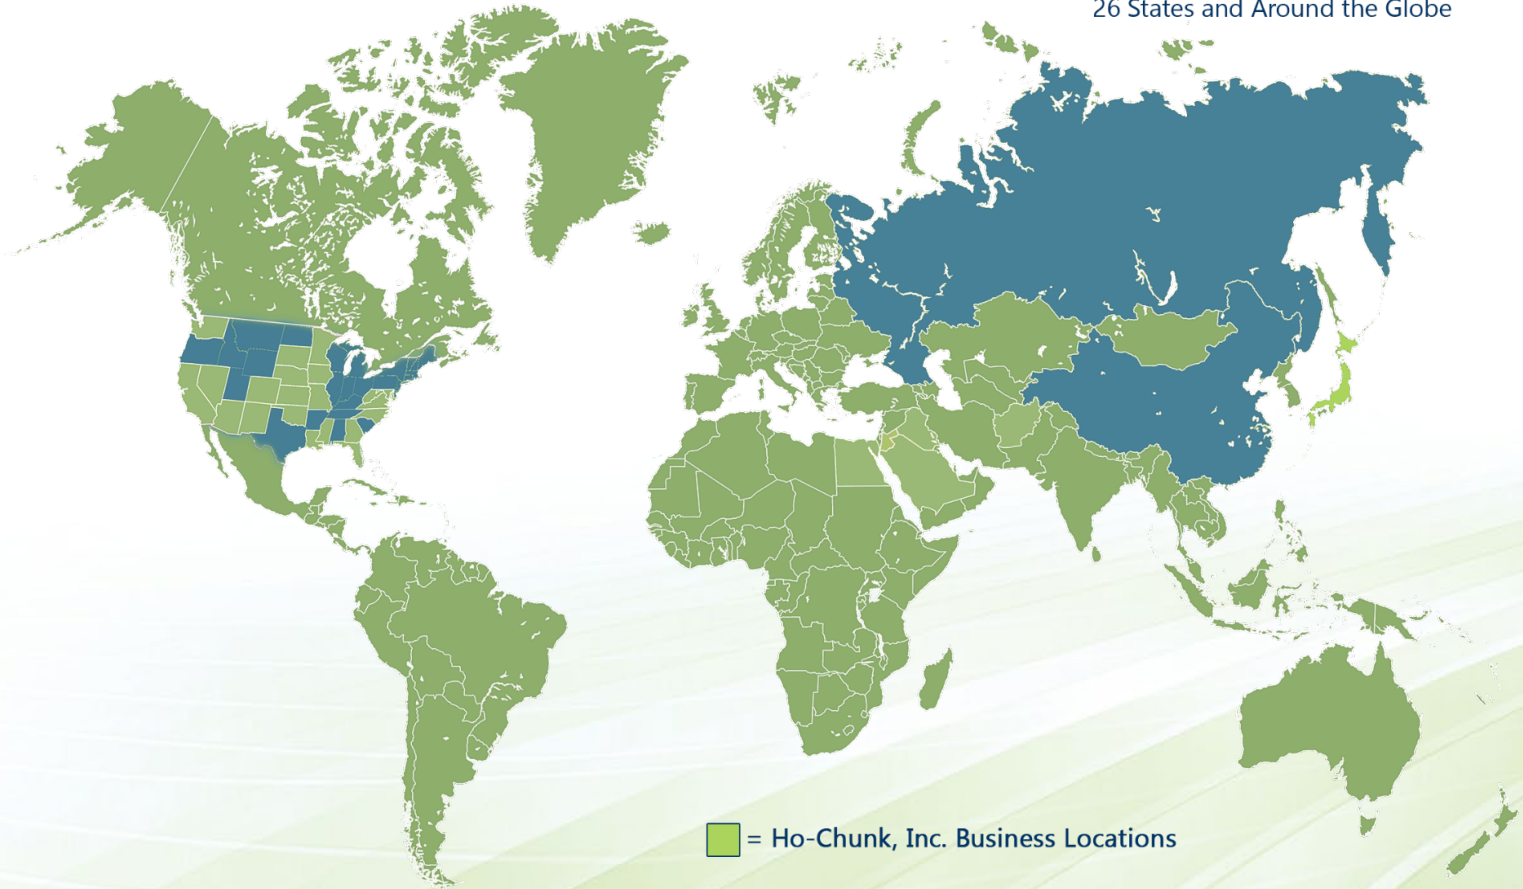 26 States and Around the Globe
= Ho-Chunk, Inc. Business Locations